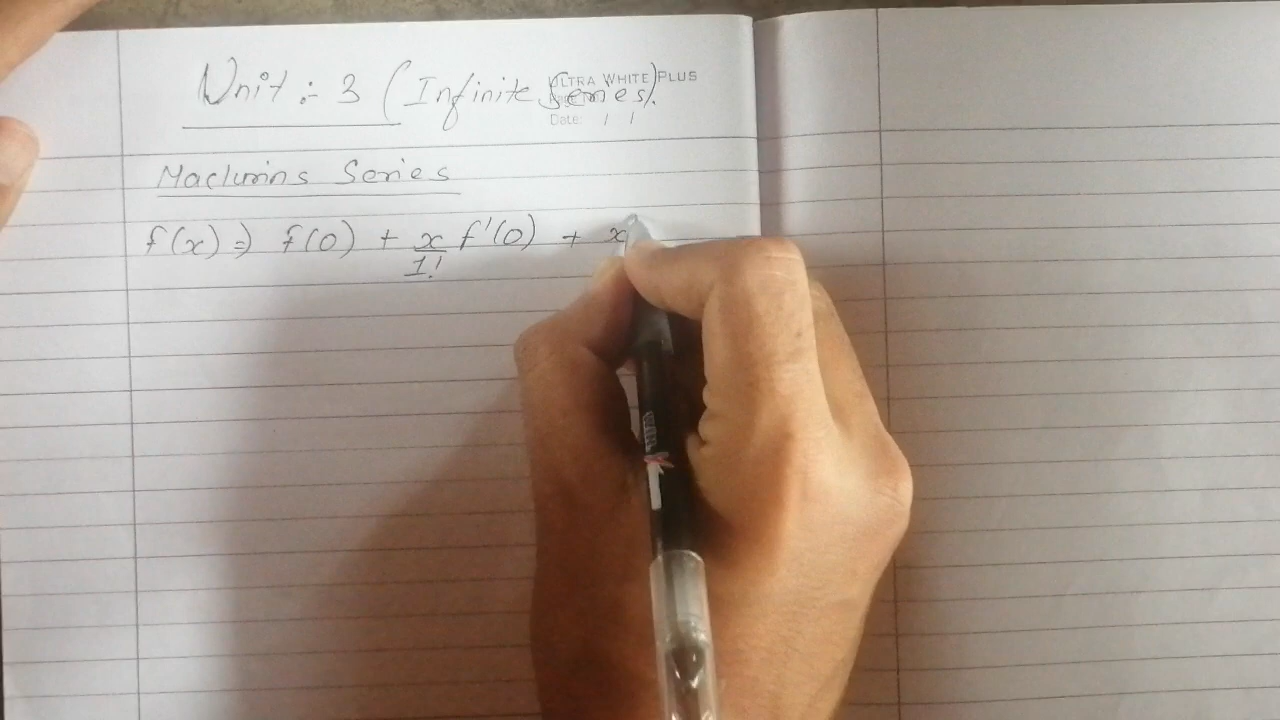 Unit :- 3 (Infinite Series).
ULTRA WHITE PLUS
Date: / /
Maclurins Series
f(x) => f(0) + x/1! f'(0) + x